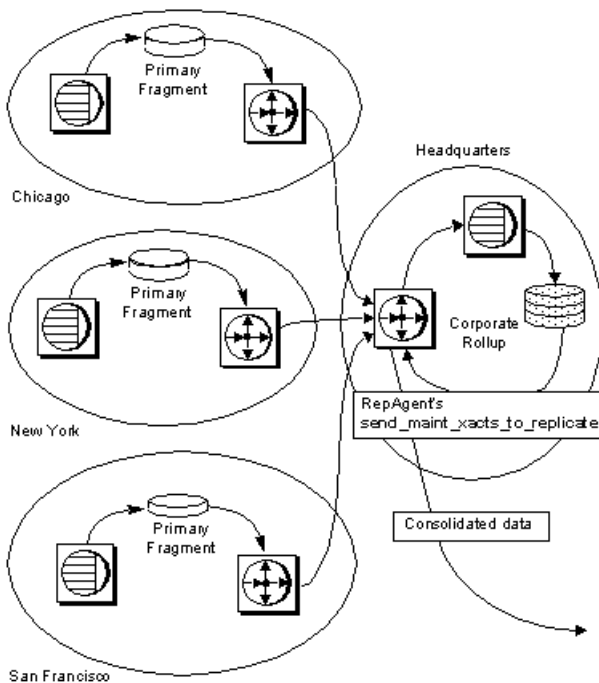 Primary
Fragment
Chicago
Headquarters
Primary
Fragment
Corporate
Rollup
New York
RepAgent's
send_maint_xacts_to_replicate
Primary
Fragment
Consolidated data
San Francisco